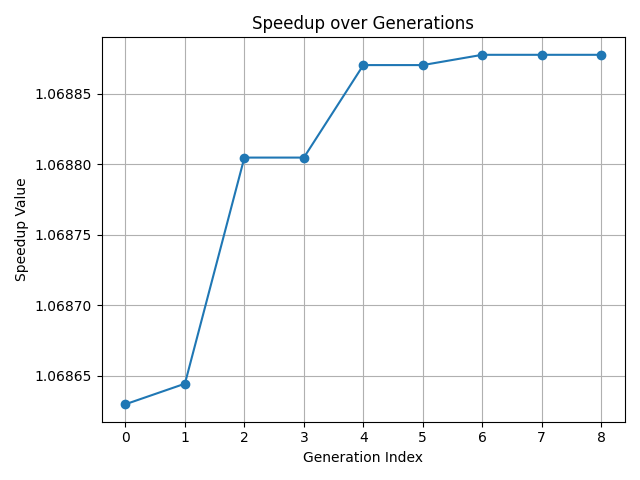 Speedup over Generations
Speedup Value
1.06885
1.06880
1.06875
1.06870
1.06865
0 1 2 3 4 5 6 7 8
Generation Index